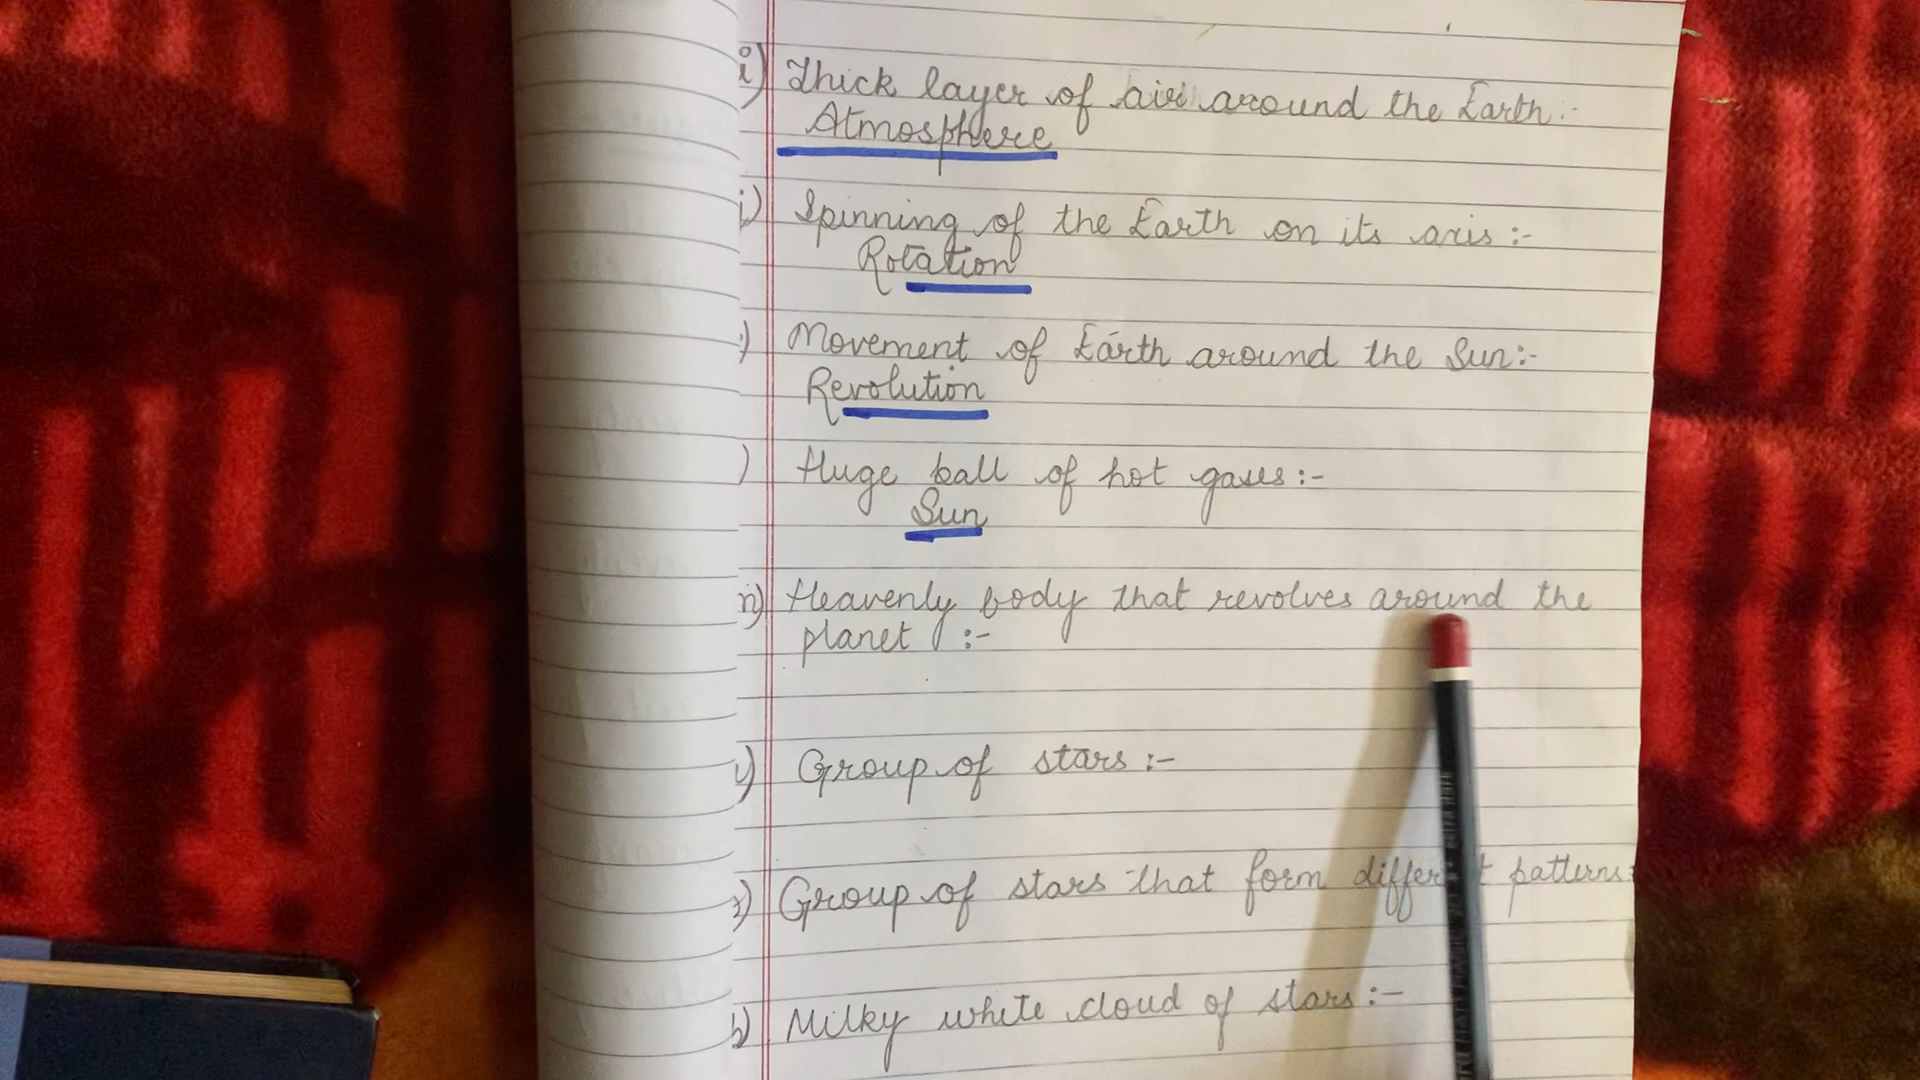 i) Thick layer of air around the Earth:-
Atmosphere
j) Spinning of the Earth on its axis :-
Rotation
) Movement of Earth around the Sun:-
Revolution
) Huge ball of hot gases:-
Sun
n) Heavenly body that revolves around the
planet :-
) Group of stars :-
) Group of stars that form different patterns:
) Milky white cloud of stars:-